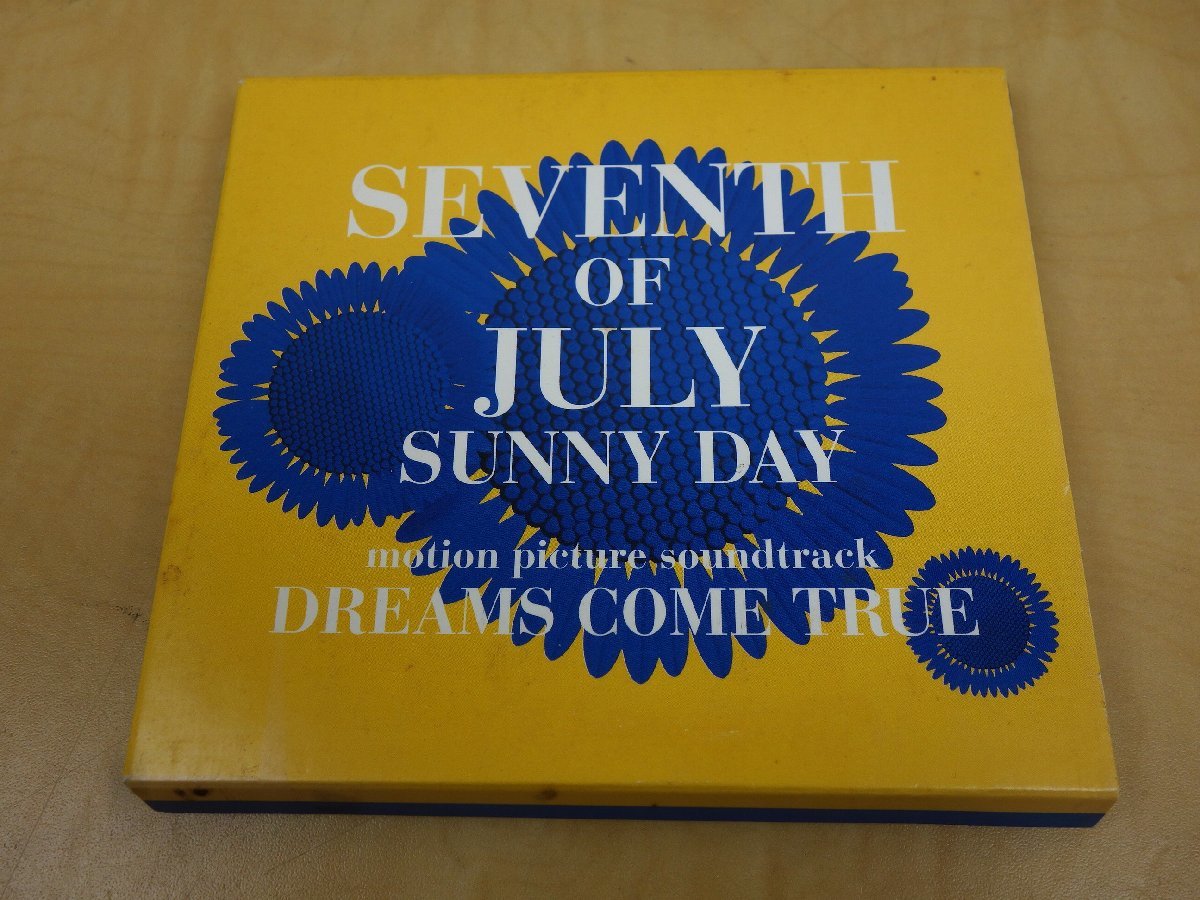 SEVENTH
OF
JULY
SUNNY DAY
motion picture soundtrack
DREAMS COME TRUE